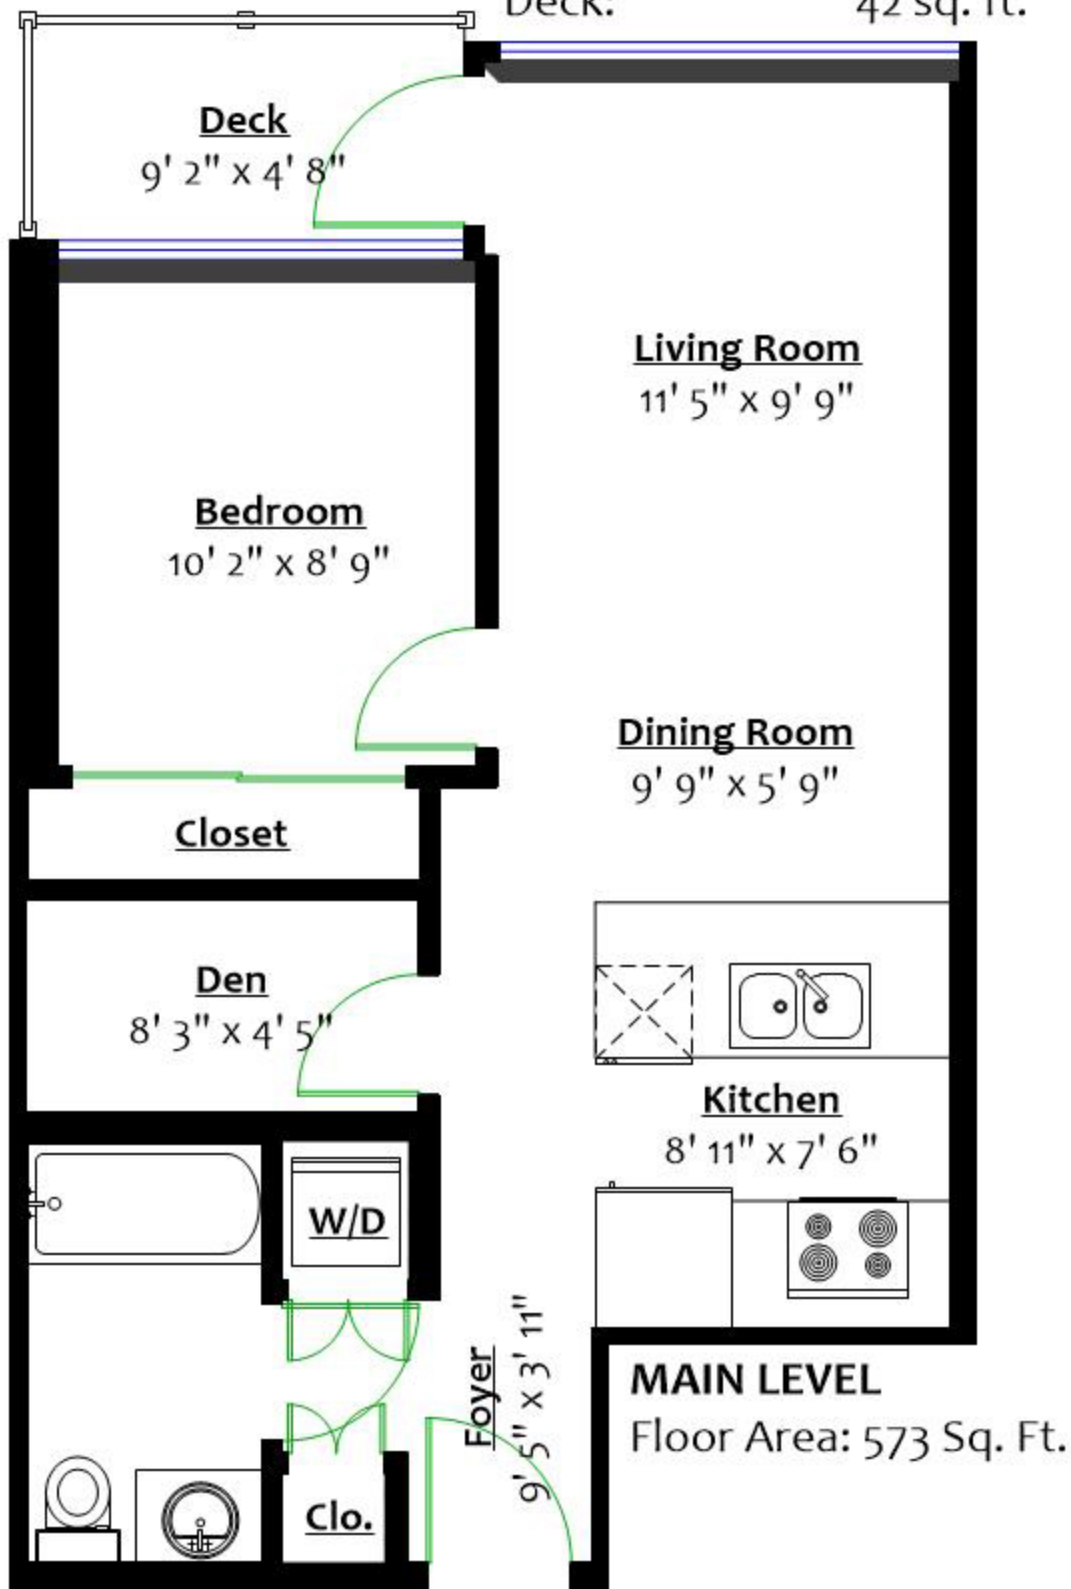 Deck: 42 sq. ft.
Deck
9' 2" x 4' 8"
Living Room
11' 5" x 9' 9"
Bedroom
10' 2" x 8' 9"
Dining Room
9' 9" x 5' 9"
Closet
Den
8' 3" x 4' 5"
Kitchen
8' 11" x 7' 6"
W/D
Foyer
9' 5" x 3' 11"
MAIN LEVEL
Floor Area: 573 Sq. Ft.
Clo.